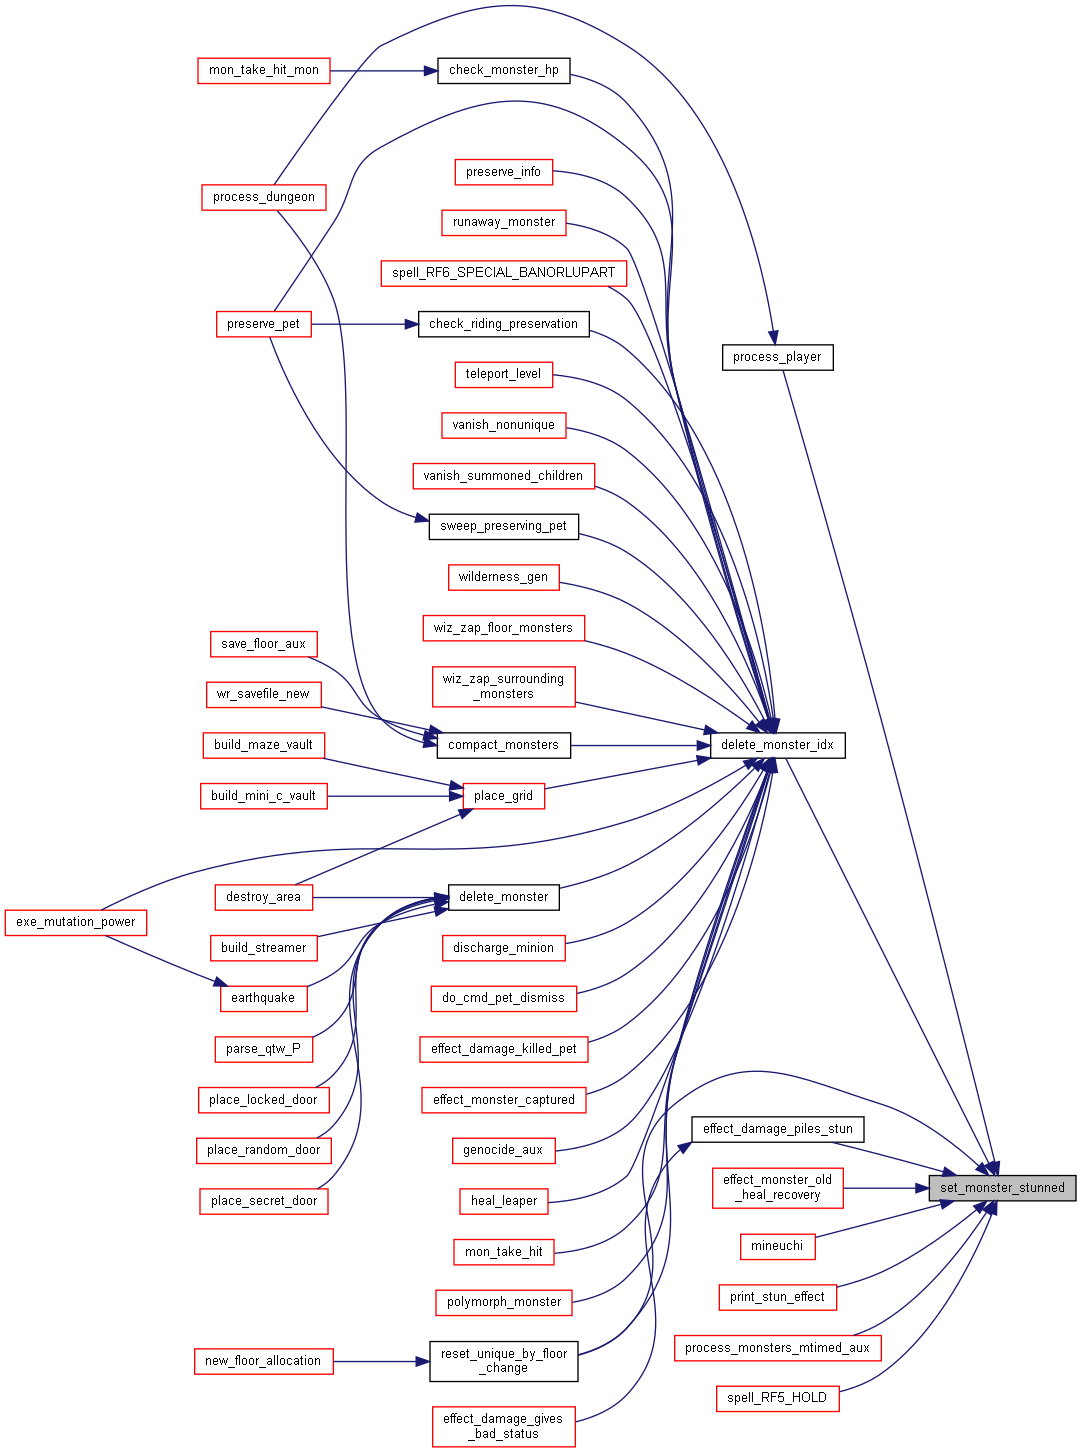 mon_take_hit_mon
check_monster_hp
preserve_info
process_dungeon
runaway_monster
spell_RF6_SPECIAL_BANORLUPART
preserve_pet
check_riding_preservation
process_player
teleport_level
vanish_nonunique
vanish_summoned_children
sweep_preserving_pet
wilderness_gen
wiz_zap_floor_monsters
save_floor_aux
wiz_zap_surrounding
_monsters
wr_savefile_new
build_maze_vault
compact_monsters
delete_monster_idx
build_mini_c_vault
place_grid
destroy_area
delete_monster
exe_mutation_power
build_streamer
discharge_minion
earthquake
do_cmd_pet_dismiss
parse_qtw_P
effect_damage_killed_pet
place_locked_door
effect_monster_captured
effect_damage_piles_stun
place_random_door
genocide_aux
effect_monster_old
_heal_recovery
set_monster_stunned
place_secret_door
heal_leaper
mon_take_hit
mineuchi
polymorph_monster
print_stun_effect
new_floor_allocation
reset_unique_by_floor
_change
process_monsters_mtimed_aux
spell_RF5_HOLD
effect_damage_gives
_bad_status